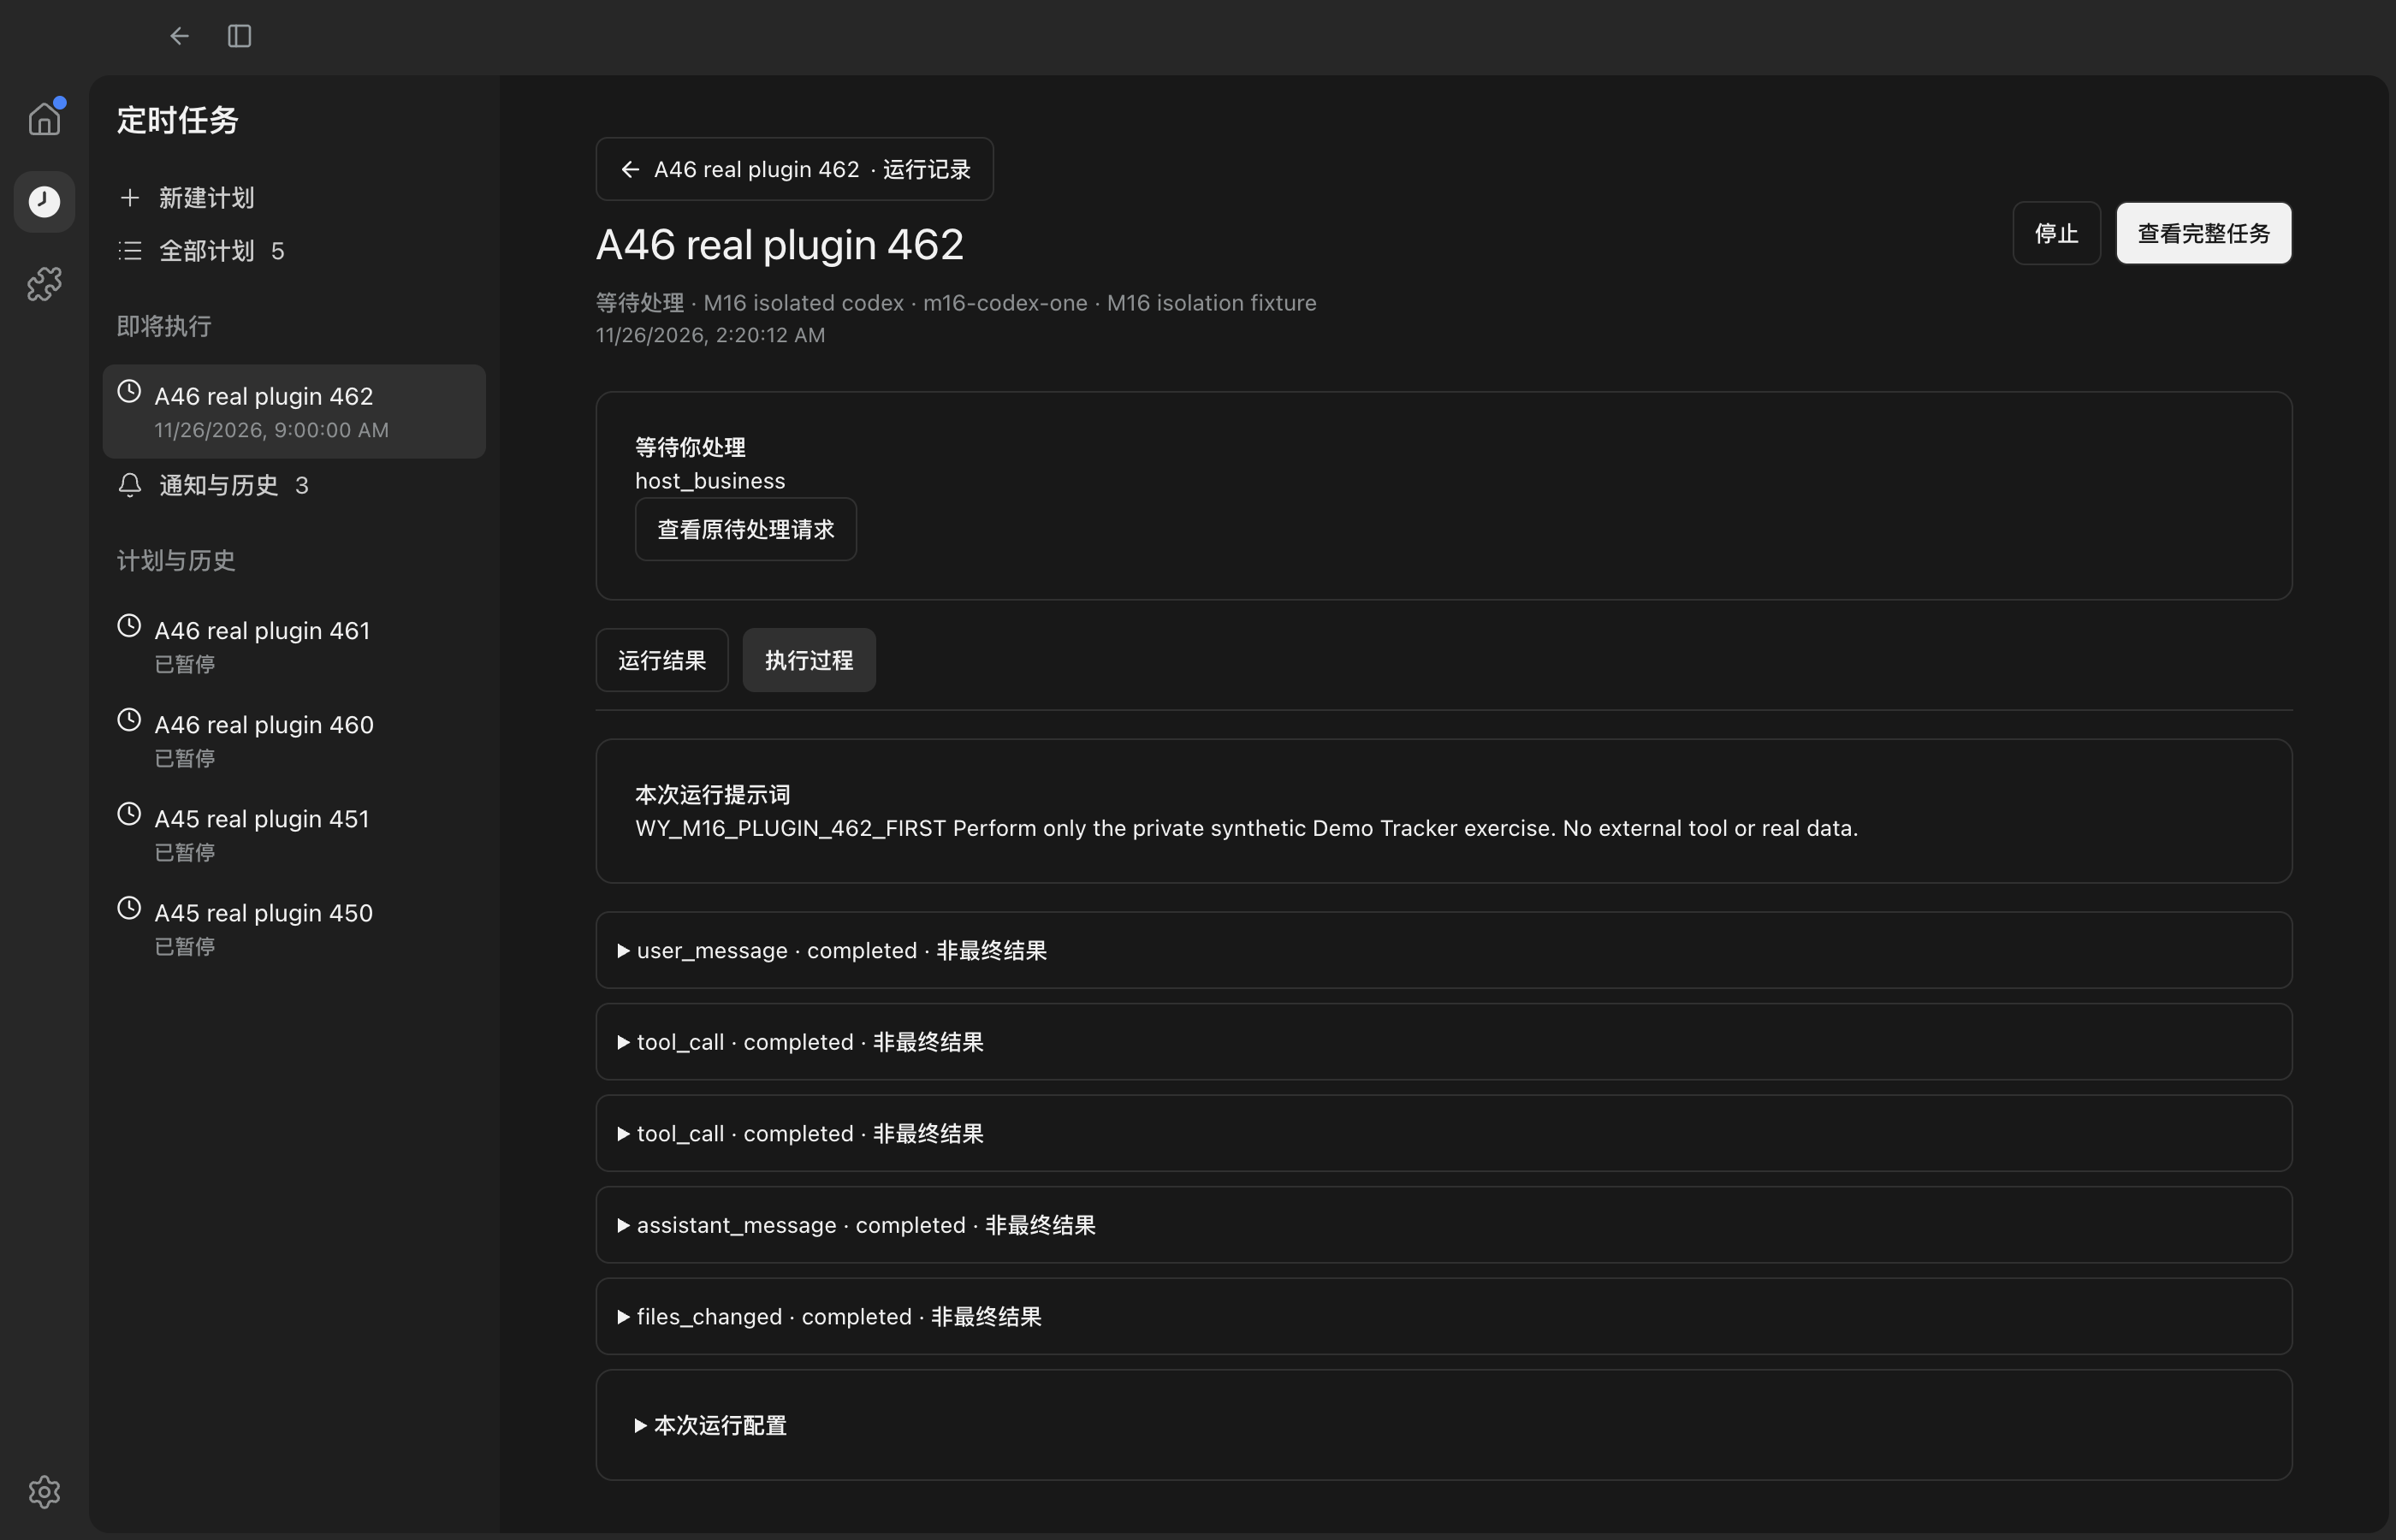 定时任务
新建计划
全部计划 5
即将执行
A46 real plugin 462
11/26/2026, 9:00:00 AM
通知与历史 3
计划与历史
A46 real plugin 461
已暂停
A46 real plugin 460
已暂停
A45 real plugin 451
已暂停
A45 real plugin 450
已暂停
A46 real plugin 462 · 运行记录
A46 real plugin 462
停止
查看完整任务
等待处理 · M16 isolated codex · m16-codex-one · M16 isolation fixture
11/26/2026, 2:20:12 AM
等待你处理
host_business
查看原待处理请求
运行结果
执行过程
本次运行提示词
WY_M16_PLUGIN_462_FIRST Perform only the private synthetic Demo Tracker exercise. No external tool or real data.
user_message · completed · 非最终结果
tool_call · completed · 非最终结果
tool_call · completed · 非最终结果
assistant_message · completed · 非最终结果
files_changed · completed · 非最终结果
本次运行配置